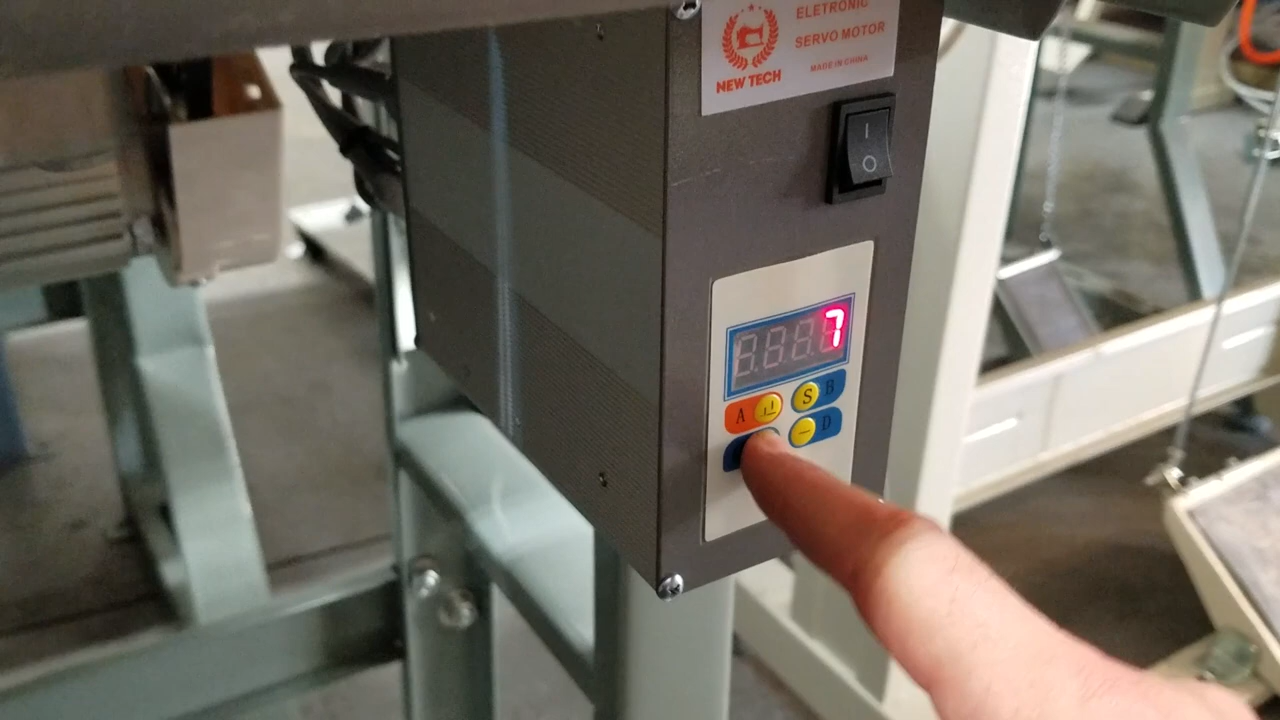 ELETRONIC
SERVO MOTOR
MADE IN CHINA
NEW TECH
I
O
7
A
S B
D